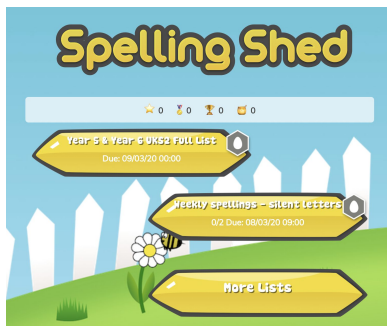 Spelling Shed
0 0 0 0
Year 5 & Year 6 UKS2 Full List
Due: 09/03/20 00:00
Weekly Spellings - Silent letters
0/2 Due: 08/03/20 09:00
More Lists